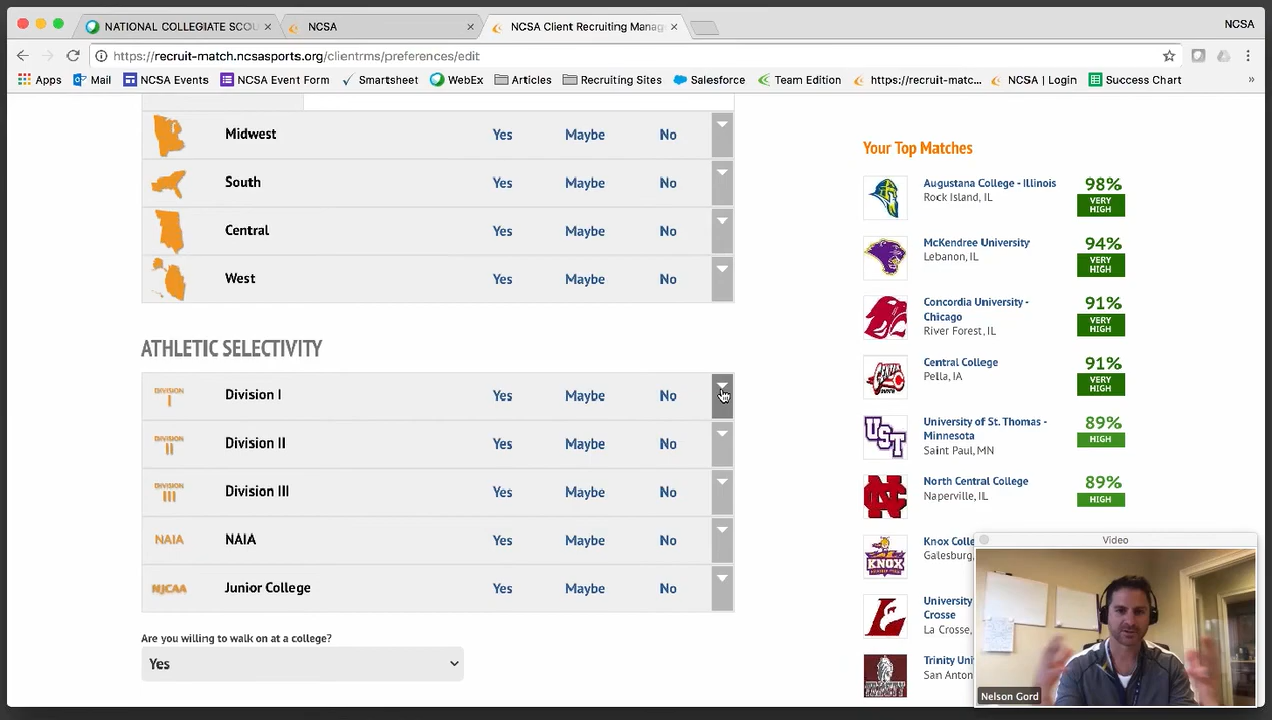 NATIONAL COLLEGIATE SCOU
NCSA
NCSA Client Recruiting Manag
NCSA
https://recruit-match.ncsasports.org/clientrms/preferences/edit
Apps
Mail
NCSA Events
NCSA Event Form
Smartsheet
WebEx
Articles
Recruiting Sites
Salesforce
Team Edition
https://recruit-matc...
NCSA | Login
Success Chart
»
Midwest Yes Maybe No
South Yes Maybe No
Central Yes Maybe No
West Yes Maybe No
ATHLETIC SELECTIVITY
DIVISION I Division I Yes Maybe No
DIVISION II Division II Yes Maybe No
DIVISION III Division III Yes Maybe No
NAIA NAIA Yes Maybe No
NJCAA Junior College Yes Maybe No
Are you willing to walk on at a college?
Yes
Your Top Matches
Augustana College - Illinois
Rock Island, IL
98%
VERY
HIGH
McKendree University
Lebanon, IL
94%
VERY
HIGH
Concordia University -
Chicago
River Forest, IL
91%
VERY
HIGH
Central College
Pella, IA
91%
VERY
HIGH
UST
University of St. Thomas -
Minnesota
Saint Paul, MN
89%
HIGH
NC
North Central College
Naperville, IL
89%
HIGH
KNOX
Knox Colle
Galesburg,
L
University
Crosse
La Crosse,
Trinity Uni
San Anton
Video
Nelson Gord